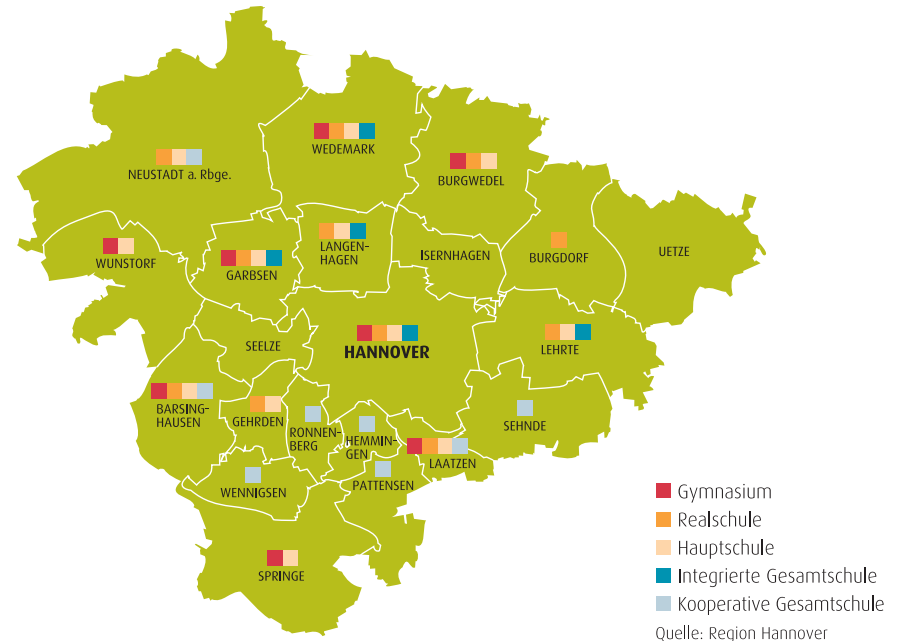 WEDEMARK
NEUSTADT a. Rbge.
BURGWEDEL
WUNSTORF
GARBSEN
LANGEN-
HAGEN
ISERNHAGEN
BURGDORF
UETZE
SEELZE
HANNOVER
LEHRTE
BARSING-
HAUSEN
GEHRDEN
RONNEN-
BERG
HEMMIN-
GEN
LAATZEN
SEHNDE
WENNIGSEN
PATTENSEN
SPRINGE
Gymnasium
Realschule
Hauptschule
Integrierte Gesamtschule
Kooperative Gesamtschule
Quelle: Region Hannover